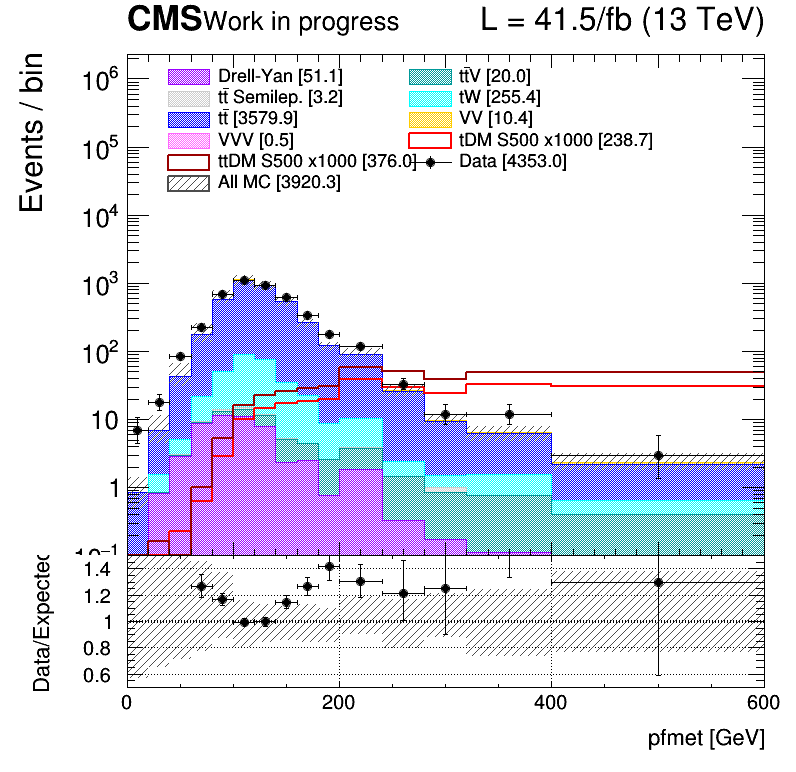 CMS Work in progress L = 41.5/fb (13 TeV)
Events / bin
Drell-Yan [51.1] tt̄V [20.0]
tt̄ Semilep. [3.2] tW [255.4]
tt̄ [3579.9] VV [10.4]
VVV [0.5] tDM S500 x1000 [238.7]
ttDM S500 x1000 [376.0] Data [4353.0]
All MC [3920.3]
10⁶
10⁵
10⁴
10³
10²
10
1
10⁻¹
Data/Expected
1.4
1.2
1
0.8
0.6
0 200 400 600
pfmet [GeV]